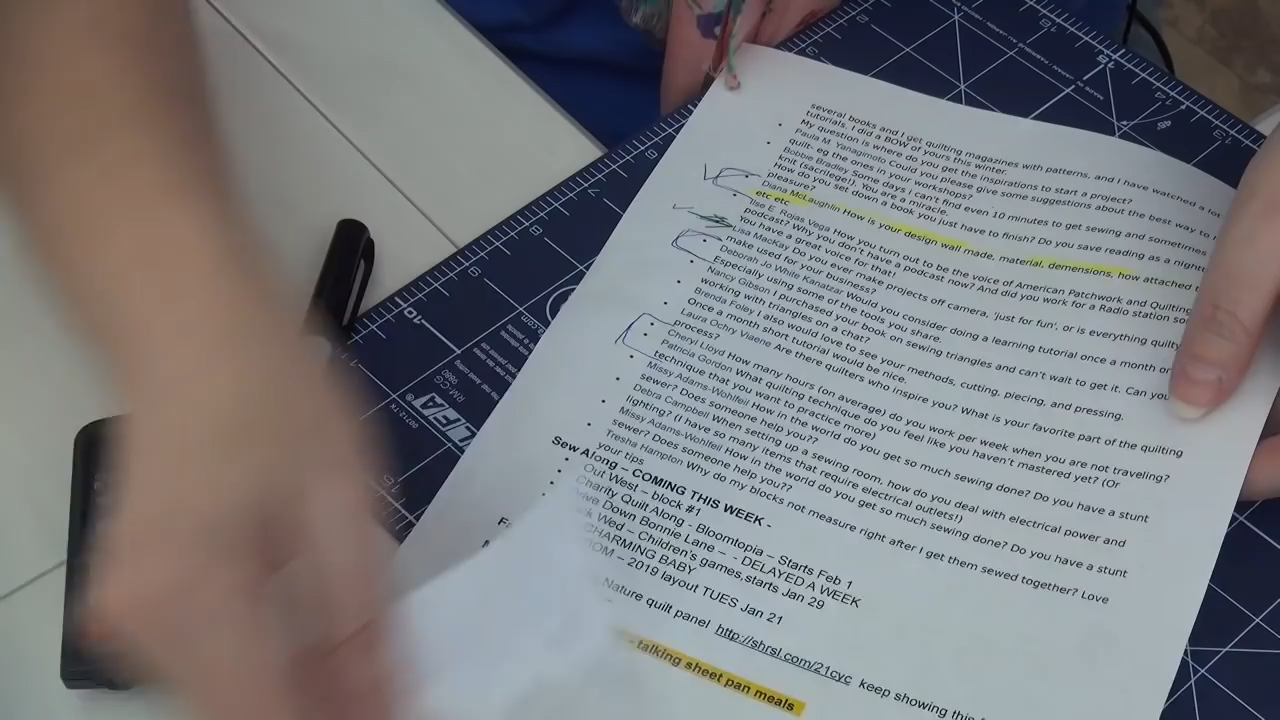 several books and I get quilting magazines with patterns, and I have watched a lot
tutorials. I did a BOW of yours this winter.
My question is where do you get the inspirations to start a project?
Paula M. Yanagimoto Could you please give some suggestions about the best way to
quilt- eg the ones in your workshops?
Bobbie Bradley Some days i can't find even 10 minutes to get sewing and sometimes
knit (sacrilege!). You are a miracle.
How do you set down a book you just have to finish? Do you save reading as a night
pleasure?
Diana McLaughlin How is your design wall made, material, demensions, how attached
etc etc
Ilse E. Rojas Vega How you turn out to be the voice of American Patchwork and Quilting
podcast? Why you don't have a podcast now? And did you work for a Radio station
You have a great voice for that!
Lisa MacKay Do you ever make projects off camera, 'just for fun', or is everything quilty
make used for your business?
Deborah Jo White Kanatzar Would you consider doing a learning tutorial once a month or
Especially using some of the tools you share.
Nancy Gibson I purchased your book on sewing triangles and can't wait to get it. Can you
working with triangles on a chat?
Brenda Foley I also would love to see your methods, cutting, piecing, and pressing.
Once a month short tutorial would be nice.
Laura Ochry Viaene Are there quilters who inspire you? What is your favorite part of the quilting
process?
Cheryl Lloyd How many hours (on average) do you work per week when you are not traveling?
Patricia Gordon What quilting technique do you feel like you haven't mastered yet? (Or
technique that you want to practice more)
Missy Adams-Wohlfeil How in the world do you get so much sewing done? Do you have a stunt
sewer? Does someone help you??
Debra Campbell When setting up a sewing room, how do you deal with electrical power and
lighting? (I have so many items that require electrical outlets!)
Missy Adams-Wohlfeil How in the world do you get so much sewing done? Do you have a stunt
sewer? Does someone help you??
Tresha Hampton Why do my blocks not measure right after I get them sewed together? Love
your tips
Sew Along – COMING THIS WEEK -
Out West – block #1
Charity Quilt Along - Bloomtopia – Starts Feb 1
Down Bonnie Lane – - DELAYED A WEEK
Wed – Children's games,starts Jan 29
CHARMING BABY
– 2019 layout TUES Jan 21
Nature quilt panel http://shrsl.com/21cyc keep showing this
- talking sheet pan meals
MADE IN JAPAN
2
3
6
7
8
9
10
11
13
14
15
RM-CG
9880
OLFA®